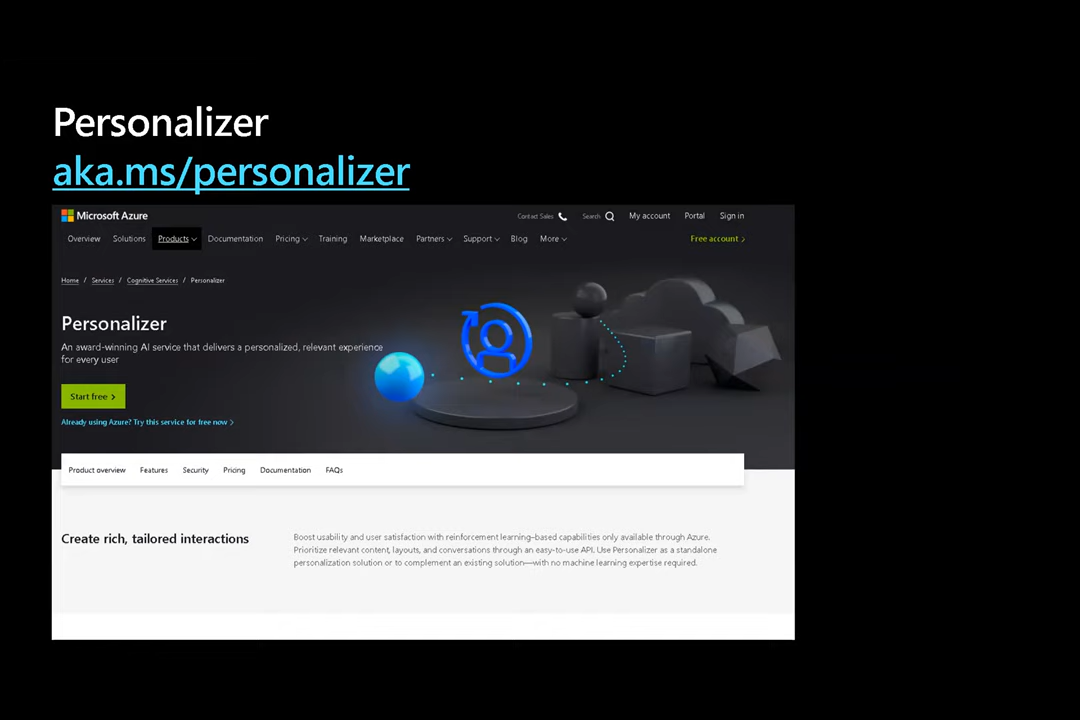 Personalizer
aka.ms/personalizer
Microsoft Azure
Contact Sales Search My account Portal Sign in
Overview Solutions Products Documentation Pricing Training Marketplace Partners Support Blog More Free account
Home / Services / Cognitive Services / Personalizer
Personalizer
An award-winning AI service that delivers a personalized, relevant experience
for every user
Start free
Already using Azure? Try this service for free now
Product overview Features Security Pricing Documentation FAQs
Create rich, tailored interactions
Boost usability and user satisfaction with reinforcement learning–based capabilities only available through Azure.
Prioritize relevant content, layouts, and conversations through an easy-to-use API. Use Personalizer as a standalone
personalization solution or to complement an existing solution—with no machine learning expertise required.